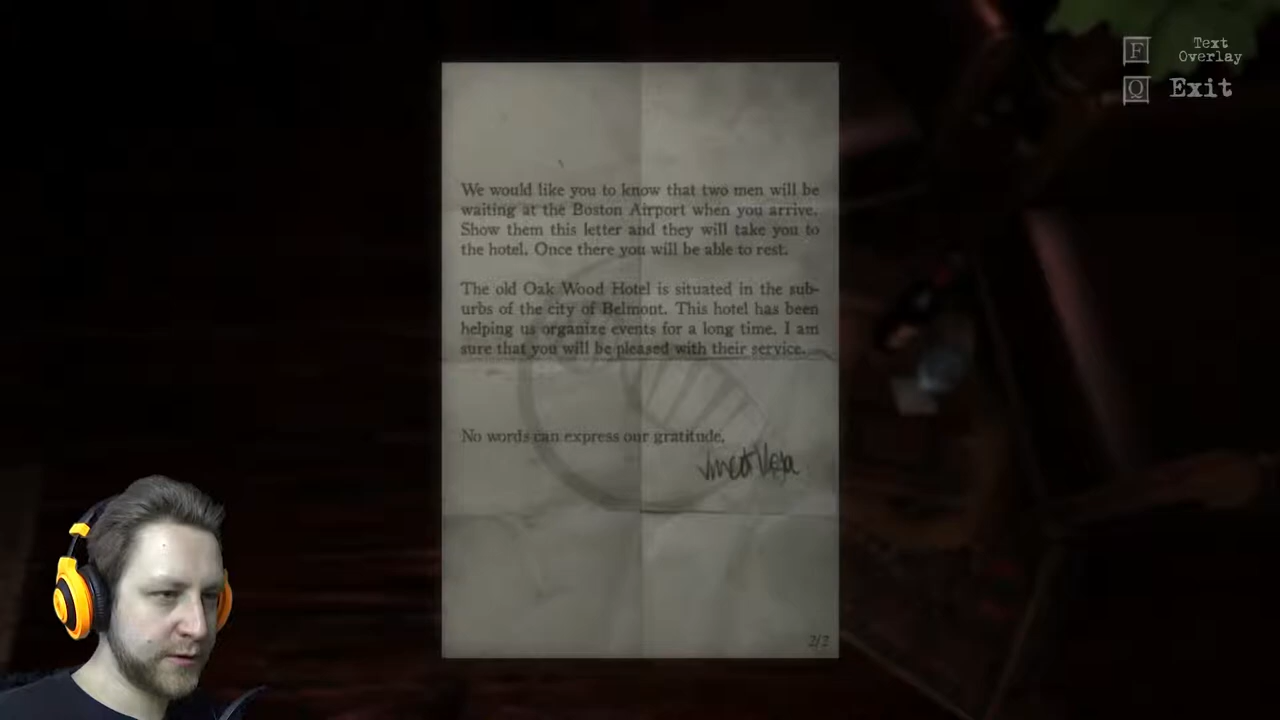 F Text
Overlay
Q Exit
We would like you to know that two men will be
waiting at the Boston Airport when you arrive.
Show them this letter and they will take you to
the hotel. Once there you will be able to rest.
The old Oak Wood Hotel is situated in the sub-
urbs of the city of Belmont. This hotel has been
helping us organize events for a long time. I am
sure that you will be pleased with their service.
No words can express our gratitude.
2/2